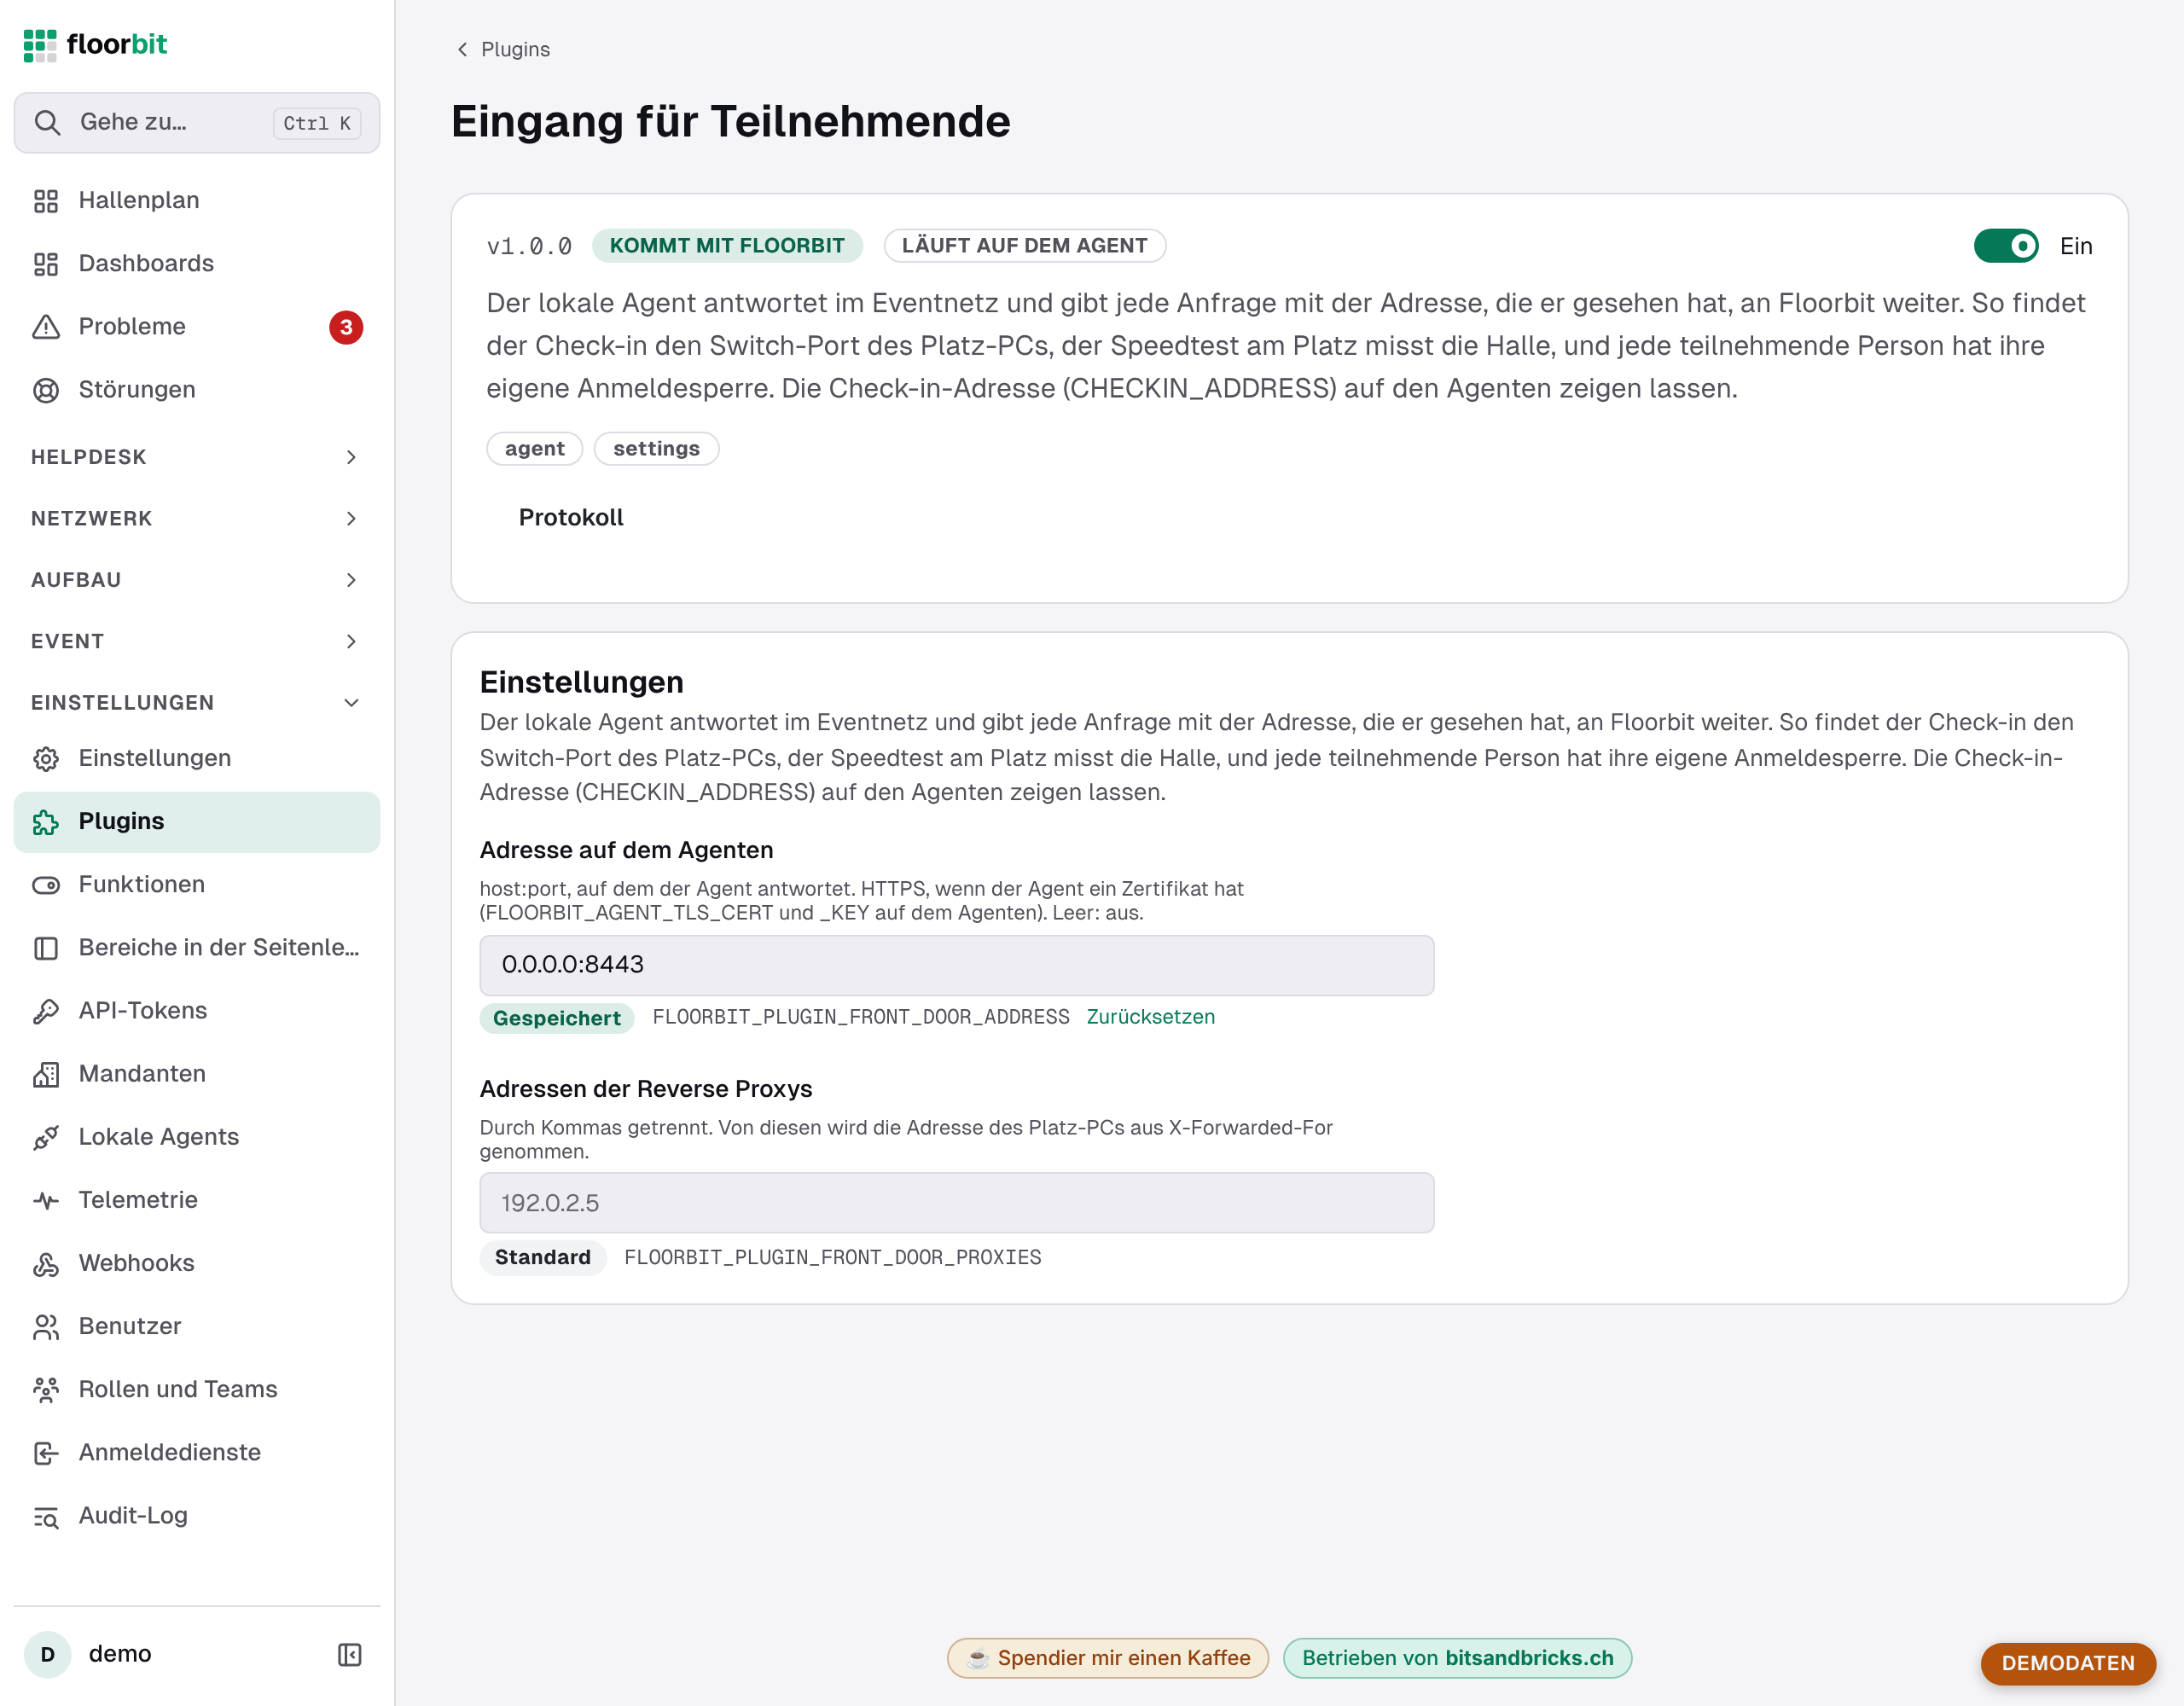 floorbit
Gehe zu...
Ctrl K
Hallenplan
Dashboards
Probleme
3
Störungen
HELPDESK
NETZWERK
AUFBAU
EVENT
EINSTELLUNGEN
Einstellungen
Plugins
Funktionen
Bereiche in der Seitenle...
API-Tokens
Mandanten
Lokale Agents
Telemetrie
Webhooks
Benutzer
Rollen und Teams
Anmeldedienste
Audit-Log
D
demo
Plugins
Eingang für Teilnehmende
v1.0.0
KOMMT MIT FLOORBIT
LÄUFT AUF DEM AGENT
Ein
Der lokale Agent antwortet im Eventnetz und gibt jede Anfrage mit der Adresse, die er gesehen hat, an Floorbit weiter. So findet
der Check-in den Switch-Port des Platz-PCs, der Speedtest am Platz misst die Halle, und jede teilnehmende Person hat ihre
eigene Anmeldesperre. Die Check-in-Adresse (CHECKIN_ADDRESS) auf den Agenten zeigen lassen.
agent
settings
Protokoll
Einstellungen
Der lokale Agent antwortet im Eventnetz und gibt jede Anfrage mit der Adresse, die er gesehen hat, an Floorbit weiter. So findet der Check-in den
Switch-Port des Platz-PCs, der Speedtest am Platz misst die Halle, und jede teilnehmende Person hat ihre eigene Anmeldesperre. Die Check-in-
Adresse (CHECKIN_ADDRESS) auf den Agenten zeigen lassen.
Adresse auf dem Agenten
host:port, auf dem der Agent antwortet. HTTPS, wenn der Agent ein Zertifikat hat
(FLOORBIT_AGENT_TLS_CERT und _KEY auf dem Agenten). Leer: aus.
0.0.0.0:8443
Gespeichert
FLOORBIT_PLUGIN_FRONT_DOOR_ADDRESS
Zurücksetzen
Adressen der Reverse Proxys
Durch Kommas getrennt. Von diesen wird die Adresse des Platz-PCs aus X-Forwarded-For
genommen.
192.0.2.5
Standard
FLOORBIT_PLUGIN_FRONT_DOOR_PROXIES
Spendier mir einen Kaffee
Betrieben von bitsandbricks.ch
DEMODATEN